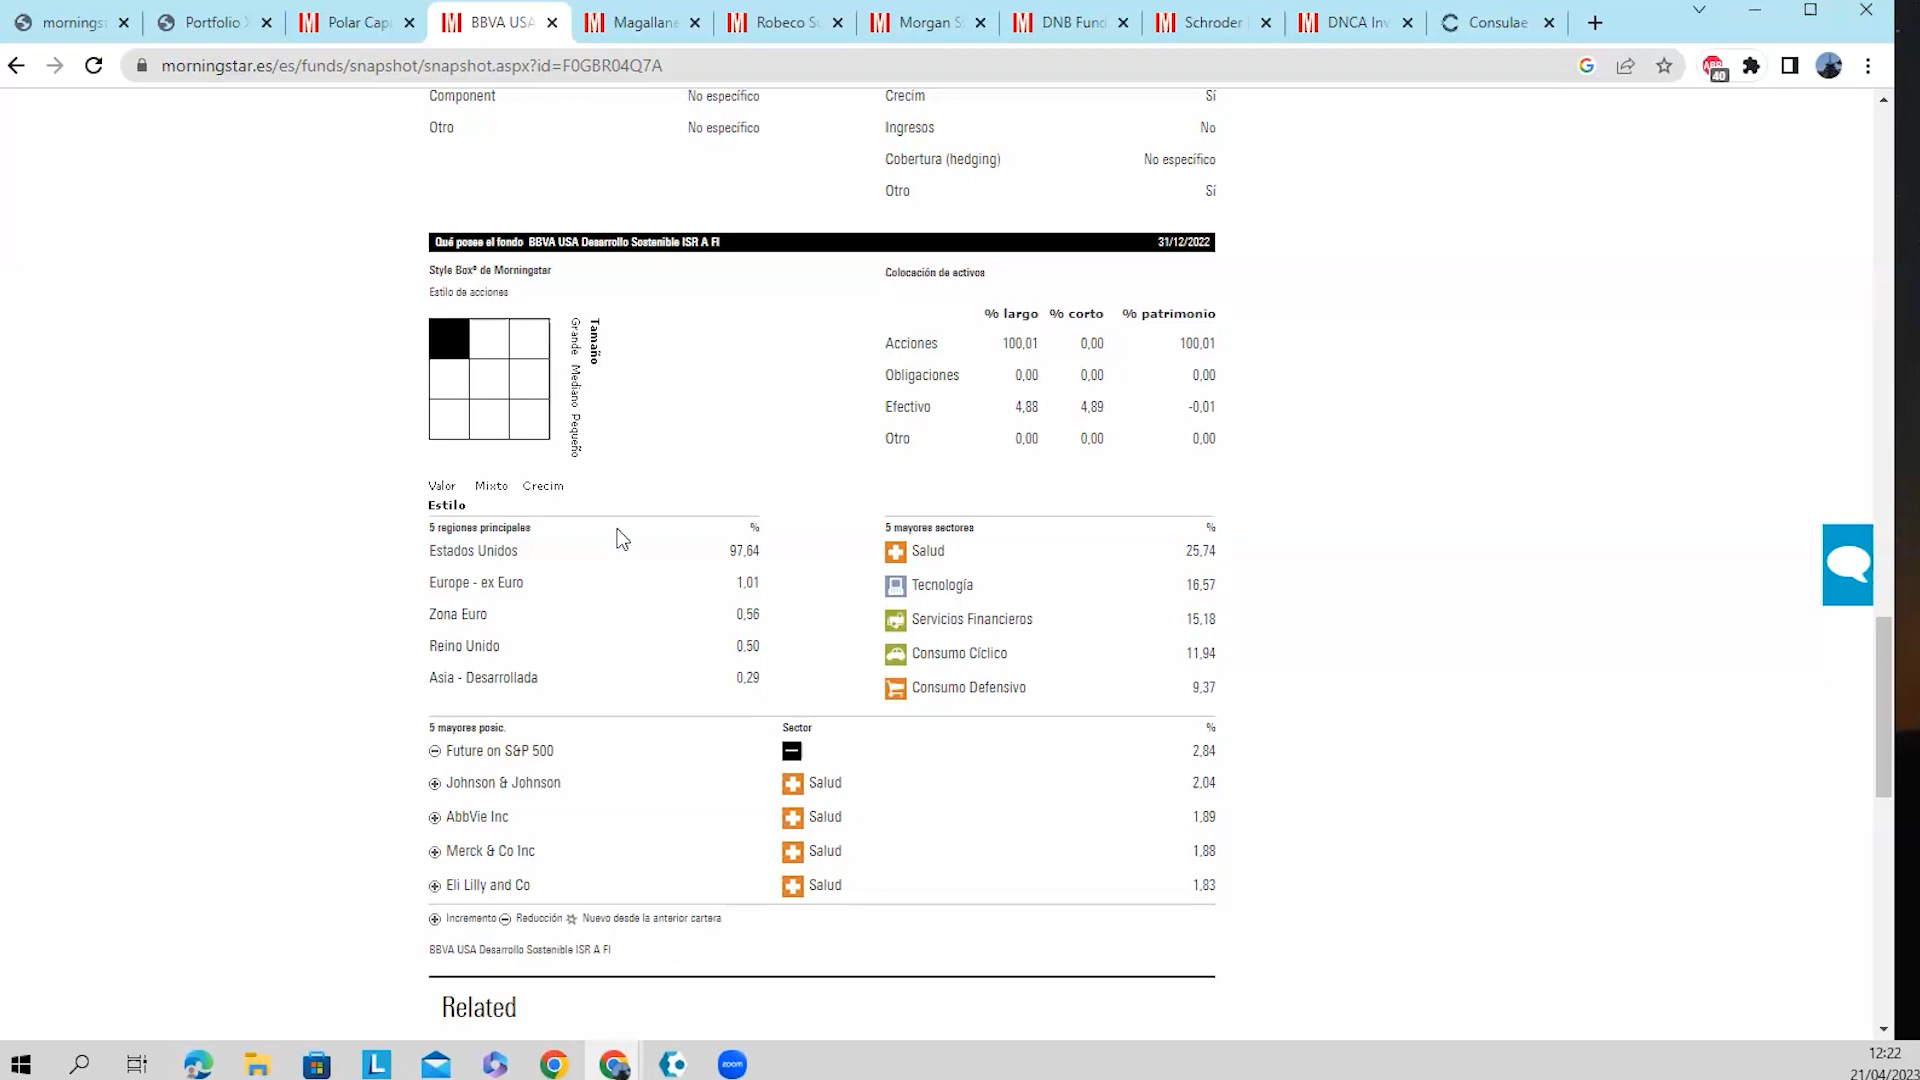 morningst
Portfolio X
Polar Cap
BBVA USA
Magallane
Robeco Su
Morgan S
DNB Fund
Schroder
DNCA Inv
Consulae
morningstar.es/es/funds/snapshot/snapshot.aspx?id=F0GBR04Q7A
40
Component No específico
Otro No específico
Crecim Sí
Ingresos No
Cobertura (hedging) No específico
Otro Sí
Qué posee el fondo BBVA USA Desarrollo Sostenible ISR A FI 31/12/2022
Style Box® de Morningstar
Estilo de acciones
Tamaño
Grande Mediano Pequeño
Valor Mixto Crecim
Estilo
Colocación de activos
% largo % corto % patrimonio
Acciones 100,01 0,00 100,01
Obligaciones 0,00 0,00 0,00
Efectivo 4,88 4,89 -0,01
Otro 0,00 0,00 0,00
5 regiones principales %
Estados Unidos 97,64
Europe - ex Euro 1,01
Zona Euro 0,56
Reino Unido 0,50
Asia - Desarrollada 0,29
5 mayores sectores %
Salud 25,74
Tecnología 16,57
Servicios Financieros 15,18
Consumo Cíclico 11,94
Consumo Defensivo 9,37
5 mayores posic. Sector %
Future on S&P 500 2,84
Johnson & Johnson Salud 2,04
AbbVie Inc Salud 1,89
Merck & Co Inc Salud 1,88
Eli Lilly and Co Salud 1,83
Incremento Reducción Nuevo desde la anterior cartera
BBVA USA Desarrollo Sostenible ISR A FI
Related
L
zoom
12:22
21/04/2023